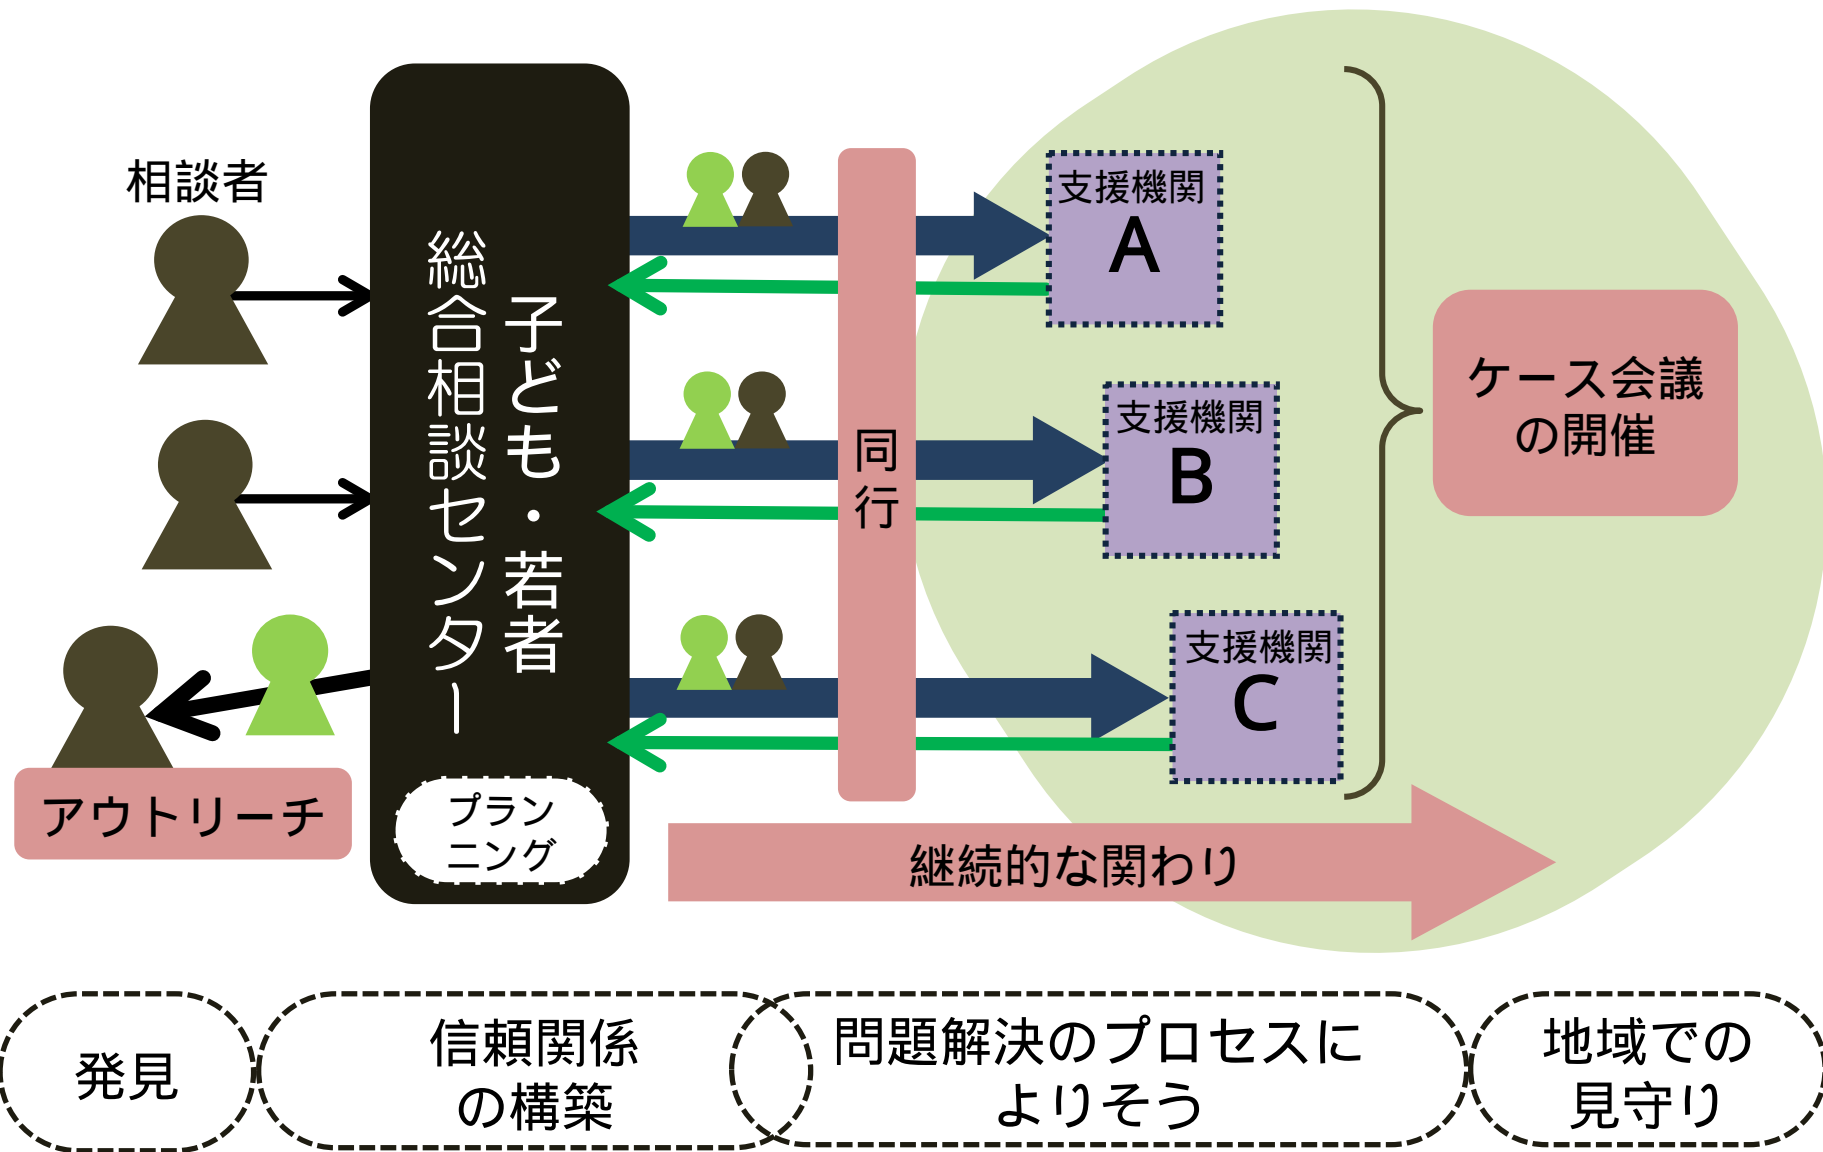 相談者
アウトリーチ
子ども・若者
総合相談センター
プラン
ニング
同
行
支援機関
A
支援機関
B
支援機関
C
ケース会議
の開催
継続的な関わり
発見
信頼関係
の構築
問題解決のプロセスに
よりそう
地域での
見守り